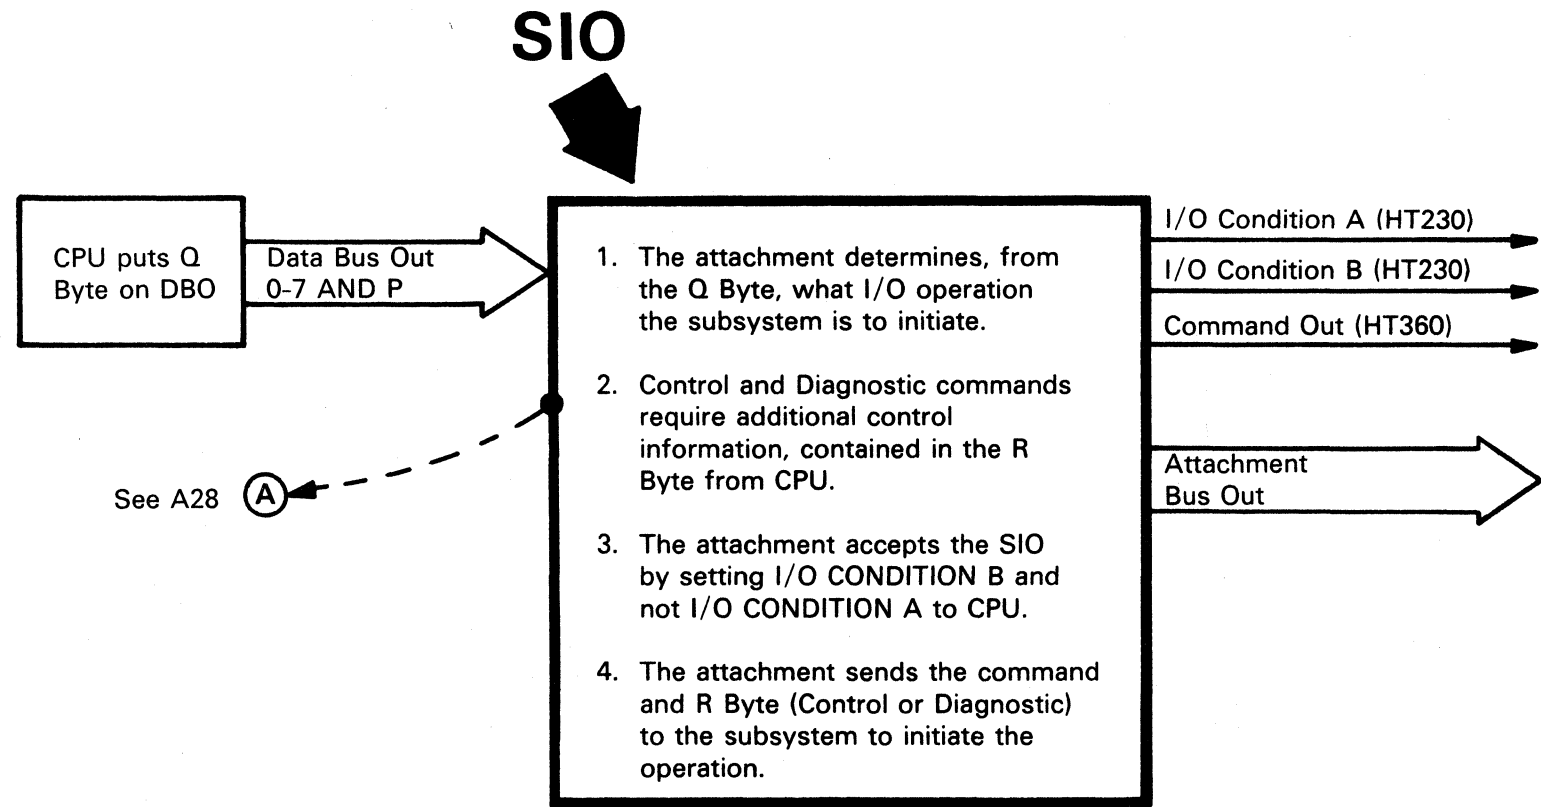 SIO
CPU puts Q
Byte on DBO
Data Bus Out
0-7 AND P
See A28
A
1. The attachment determines, from
the Q Byte, what I/O operation
the subsystem is to initiate.
2. Control and Diagnostic commands
require additional control
information, contained in the R
Byte from CPU.
3. The attachment accepts the SIO
by setting I/O CONDITION B and
not I/O CONDITION A to CPU.
4. The attachment sends the command
and R Byte (Control or Diagnostic)
to the subsystem to initiate the
operation.
I/O Condition A (HT230)
I/O Condition B (HT230)
Command Out (HT360)
Attachment
Bus Out